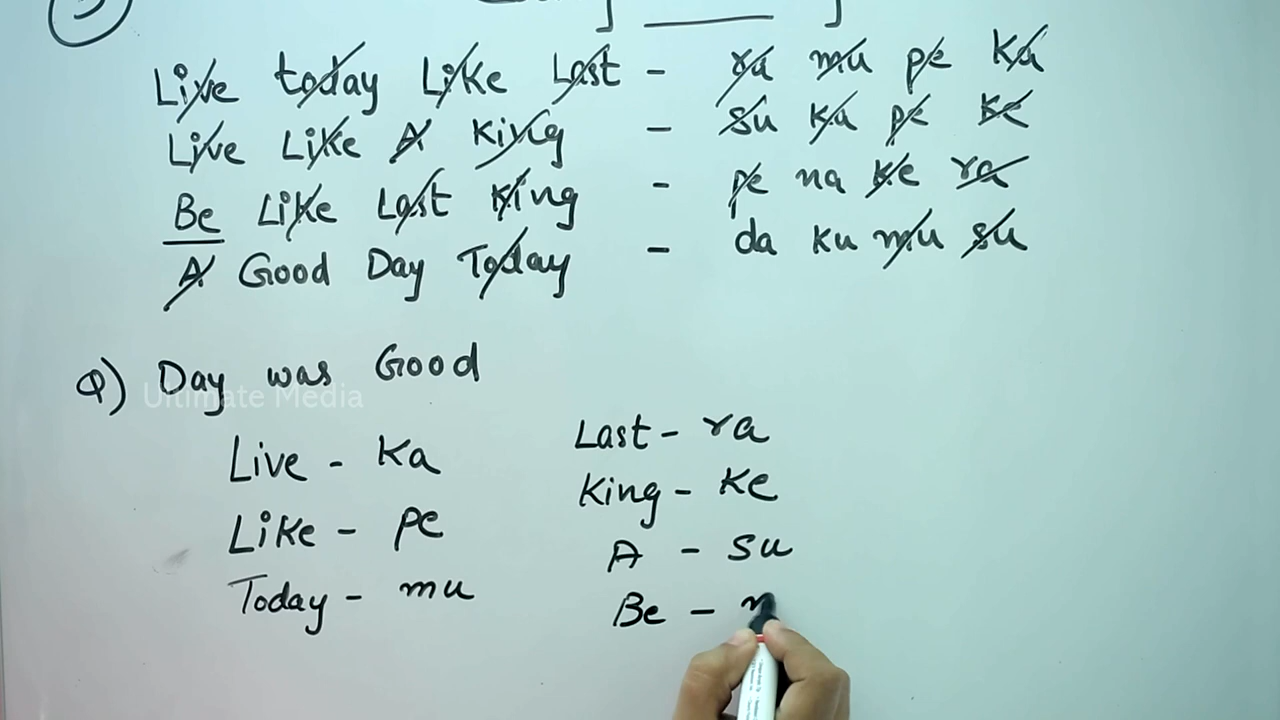 Live today Like Last - ra mu pe ka
Live Like A King - su ka pe ke
Be Like Last King - pe na ke ra
A Good Day Today - da ku mu su
Q) Day was Good
Ultimate Media
Live - Ka
Like - pe
Today - mu
Last - ra
King - Ke
A - su
Be -